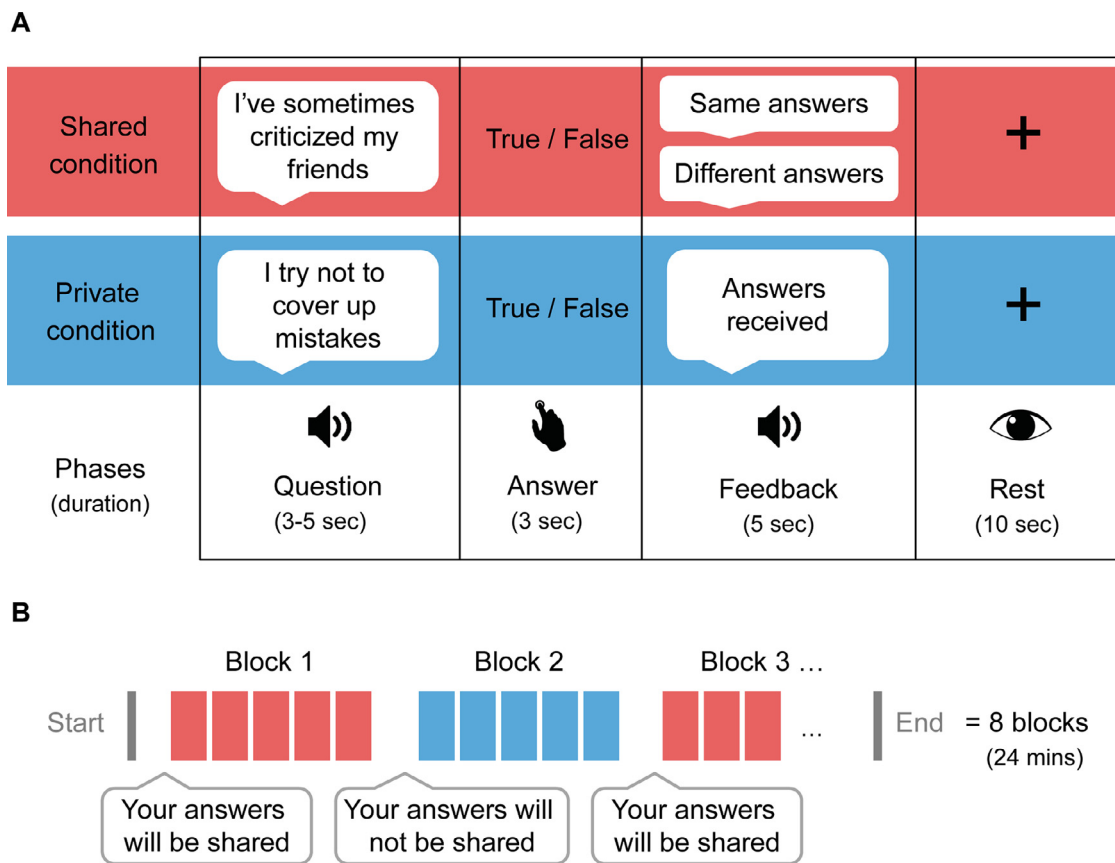 A
Shared
condition
I've sometimes
criticized my
friends
True / False
Same answers
Different answers
+
Private
condition
I try not to
cover up
mistakes
True / False
Answers
received
+
Phases
(duration)
Question
(3-5 sec)
Answer
(3 sec)
Feedback
(5 sec)
Rest
(10 sec)
B
Block 1
Block 2
Block 3 ...
Start
...
End
= 8 blocks
(24 mins)
Your answers
will be shared
Your answers will
not be shared
Your answers
will be shared